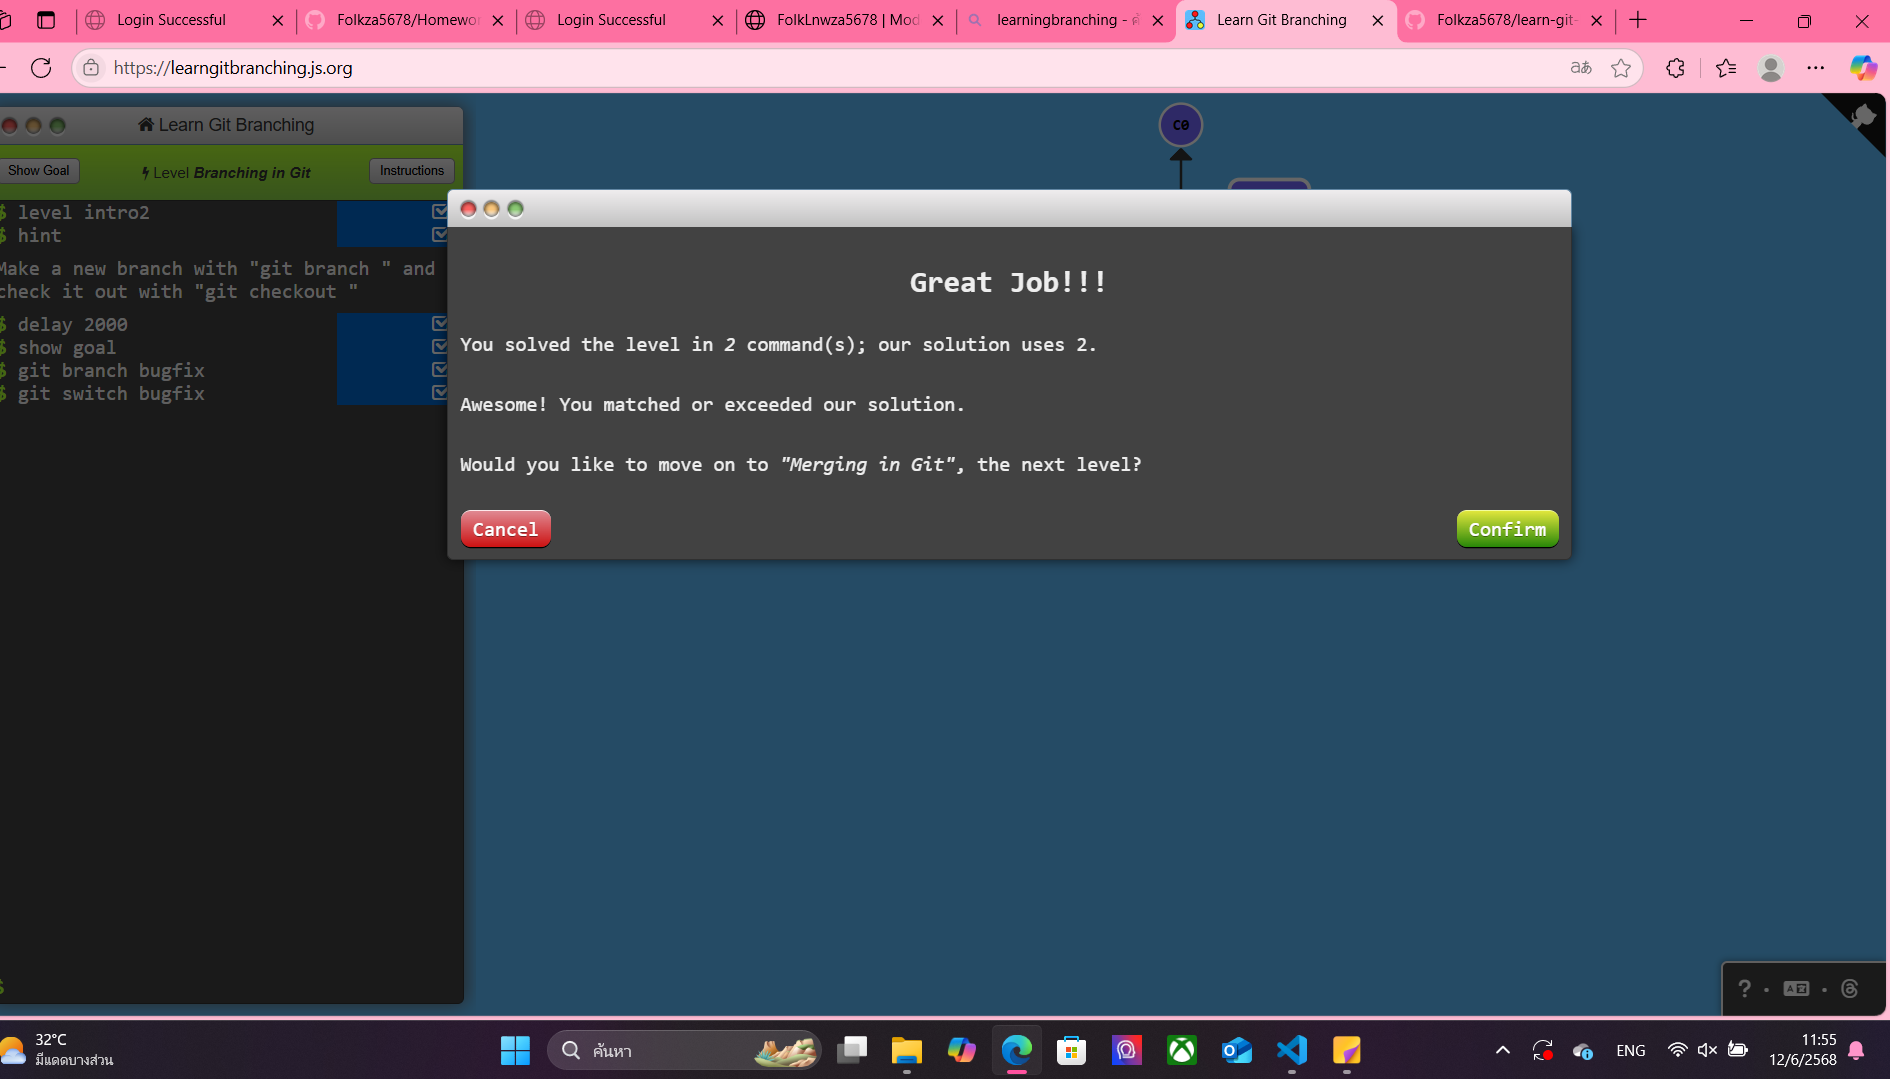 Login Successful
Folkza5678/Homewor
Login Successful
FolkLnwza5678 | Mod
learningbranching - ค้
Learn Git Branching
Folkza5678/learn-git-
https://learngitbranching.js.org
Learn Git Branching
Show Goal
Level Branching in Git
Instructions
$ level intro2
$ hint
Make a new branch with "git branch " and
check it out with "git checkout "
$ delay 2000
$ show goal
$ git branch bugfix
$ git switch bugfix
$
C0
Great Job!!!
You solved the level in 2 command(s); our solution uses 2.
Awesome! You matched or exceeded our solution.
Would you like to move on to "Merging in Git", the next level?
Cancel
Confirm
32°C
มีแดดบางส่วน
ค้นหา
ENG
11:55
12/6/2568